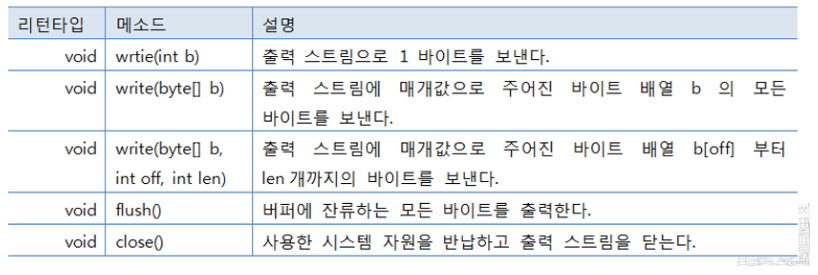 리턴타입 메소드 설명
void wrtie(int b) 출력 스트림으로 1 바이트를 보낸다.
void write(byte[] b) 출력 스트림에 매개값으로 주어진 바이트 배열 b 의 모든
바이트를 보낸다.
void write(byte[] b, 출력 스트림에 매개값으로 주어진 바이트 배열 b[off] 부터
int off, int len) len 개까지의 바이트를 보낸다.
void flush() 버퍼에 잔류하는 모든 바이트를 출력한다.
void close() 사용한 시스템 자원을 반납하고 출력 스트림을 닫는다.